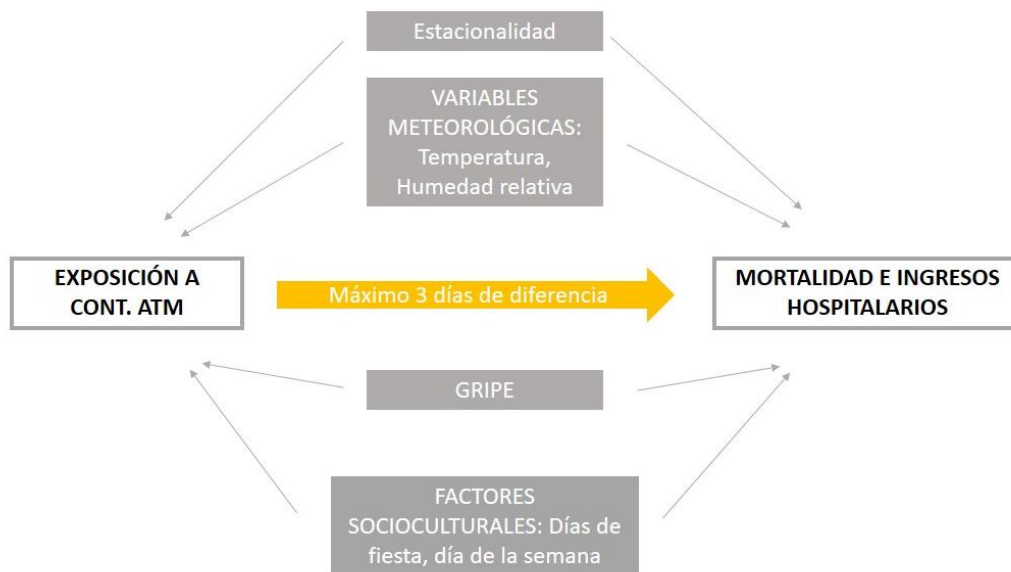 Estacionalidad
VARIABLES
METEOROLÓGICAS:
Temperatura,
Humedad relativa
EXPOSICIÓN A
CONT. ATM
Máximo 3 días de diferencia
MORTALIDAD E INGRESOS
HOSPITALARIOS
GRIPE
FACTORES
SOCIOCULTURALES: Días de
fiesta, día de la semana